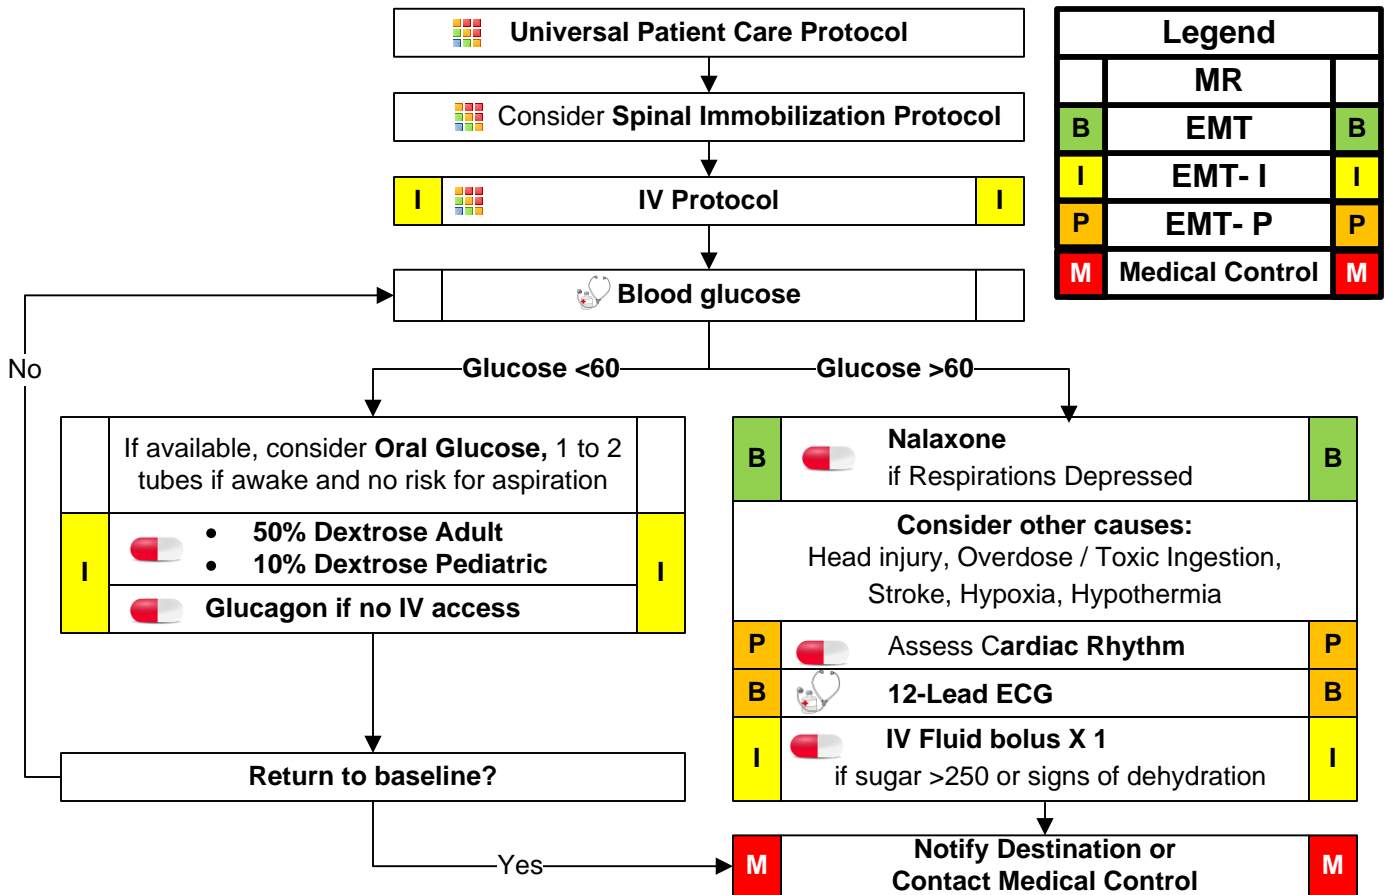 Universal Patient Care Protocol
Consider Spinal Immobilization Protocol
I IV Protocol I
Blood glucose
Legend
MR
B EMT B
I EMT- I I
P EMT- P P
M Medical Control M
No
Glucose <60
Glucose >60
If available, consider Oral Glucose, 1 to 2
tubes if awake and no risk for aspiration
I I
• 50% Dextrose Adult
• 10% Dextrose Pediatric
Glucagon if no IV access
Return to baseline?
Yes
B B
Nalaxone
if Respirations Depressed
Consider other causes:
Head injury, Overdose / Toxic Ingestion,
Stroke, Hypoxia, Hypothermia
P Assess Cardiac Rhythm P
B 12-Lead ECG B
I I
IV Fluid bolus X 1
if sugar >250 or signs of dehydration
M M
Notify Destination or
Contact Medical Control